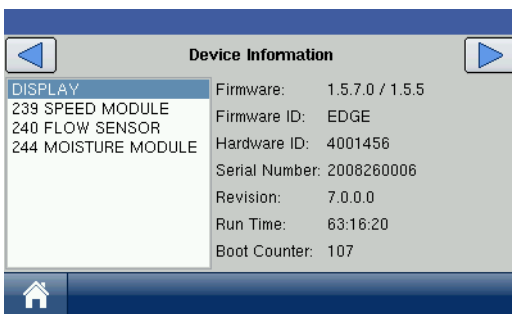 Device Information
DISPLAY
239 SPEED MODULE
240 FLOW SENSOR
244 MOISTURE MODULE
Firmware: 1.5.7.0 / 1.5.5
Firmware ID: EDGE
Hardware ID: 4001456
Serial Number: 2008260006
Revision: 7.0.0.0
Run Time: 63:16:20
Boot Counter: 107